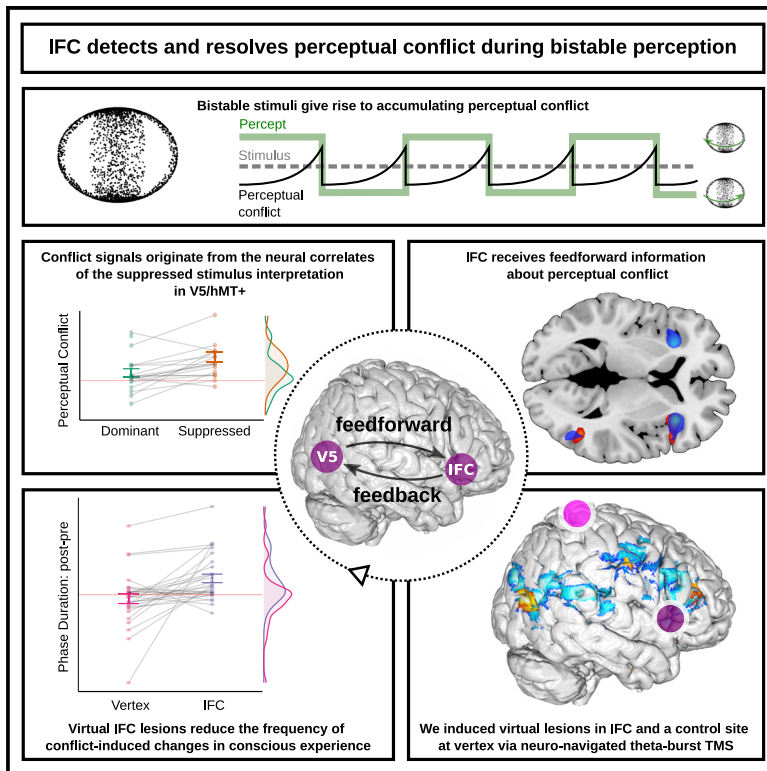 IFC detects and resolves perceptual conflict during bistable perception
Bistable stimuli give rise to accumulating perceptual conflict
Percept
Stimulus
Perceptual
conflict
Conflict signals originate from the neural correlates
of the suppressed stimulus interpretation
in V5/hMT+
Perceptual Conflict
Dominant
Suppressed
IFC receives feedforward information
about perceptual conflict
feedforward
V5
IFC
feedback
Phase Duration: post-pre
Vertex
IFC
Virtual IFC lesions reduce the frequency of
conflict-induced changes in conscious experience
We induced virtual lesions in IFC and a control site
at vertex via neuro-navigated theta-burst TMS